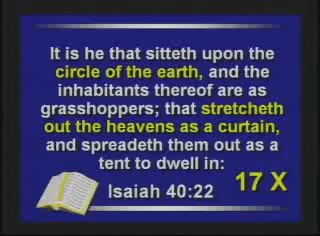 It is he that sitteth upon the
circle of the earth, and the
inhabitants thereof are as
grasshoppers; that stretcheth
out the heavens as a curtain,
and spreadeth them out as a
tent to dwell in:
Isaiah 40:22
17 X